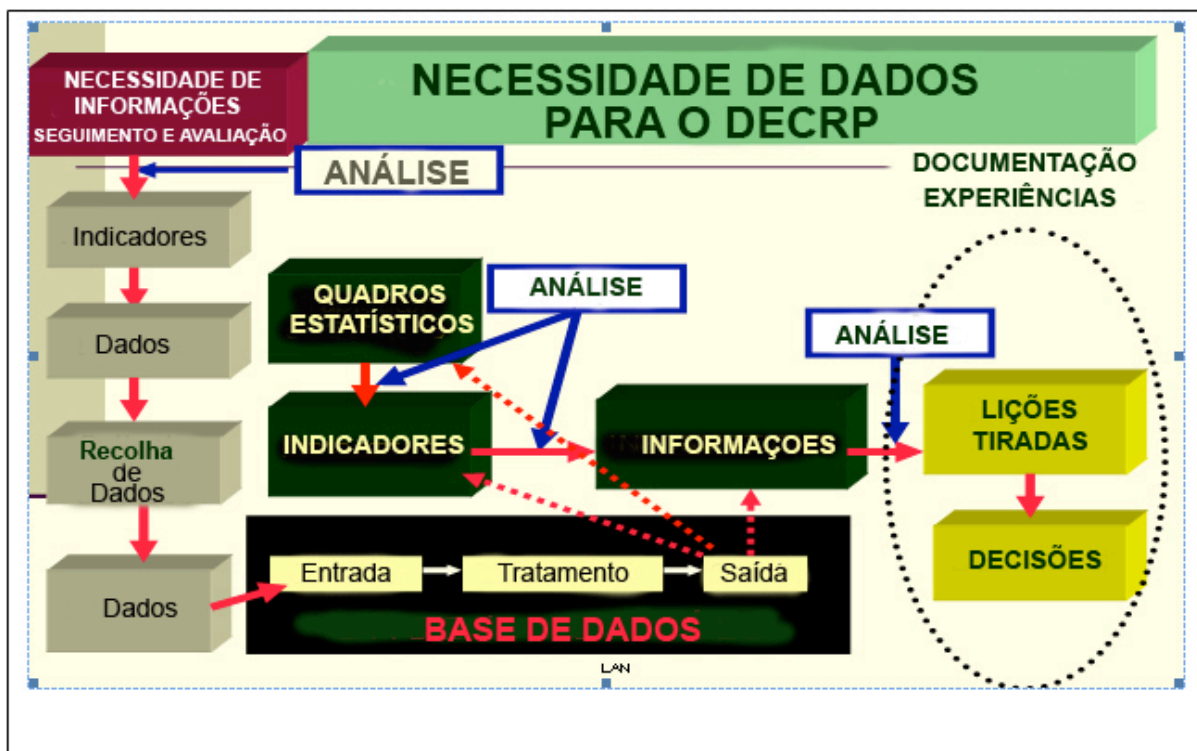 NECESSIDADE DE
INFORMAÇÕES
SEGUIMENTO E AVALIAÇÃO
NECESSIDADE DE DADOS
PARA O DECRP
ANÁLISE
DOCUMENTAÇÃO
EXPERIÊNCIAS
Indicadores
Dados
Recolha
de
Dados
Dados
QUADROS
ESTATÍSTICOS
ANÁLISE
INDICADORES
INFORMAÇOES
ANÁLISE
LIÇÕES
TIRADAS
DECISÕES
Entrada
Tratamento
Saídà
BASE DE DADOS
LAN